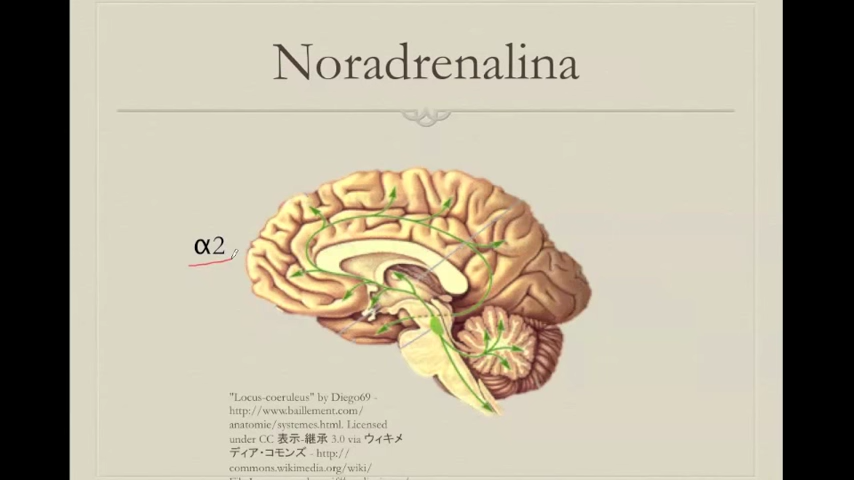 Noradrenalina
α2
"Locus-coeruleus" by Diego69 -
http://www.baillement.com/
anatomie/systemes.html. Licensed
under CC 表示-継承 3.0 via ウィキメ
ディア・コモンズ - http://
commons.wikimedia.org/wiki/